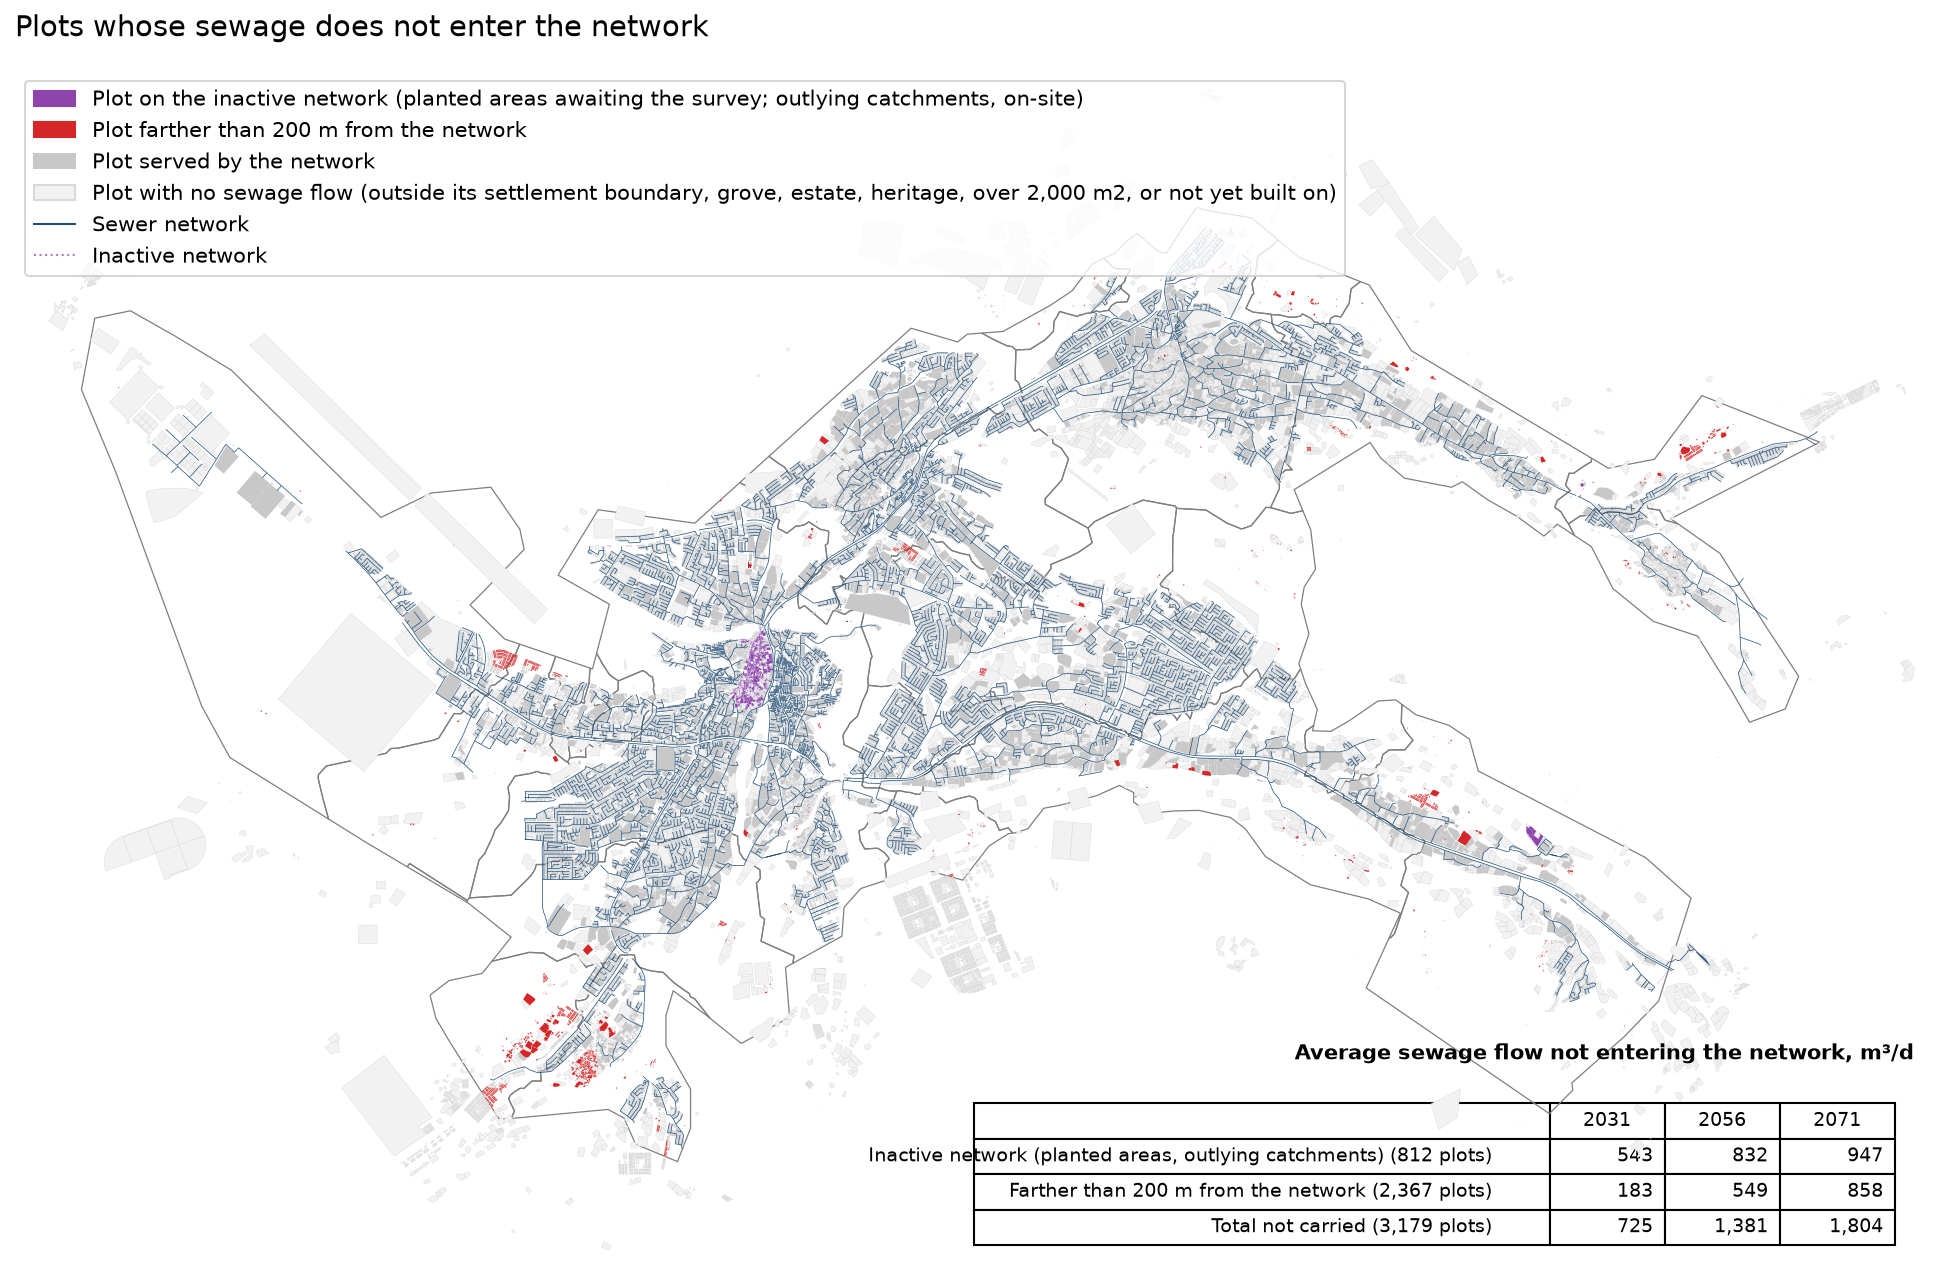 Plots whose sewage does not enter the network
Plot on the inactive network (planted areas awaiting the survey; outlying catchments, on-site)
Plot farther than 200 m from the network
Plot served by the network
Plot with no sewage flow (outside its settlement boundary, grove, estate, heritage, over 2,000 m2, or not yet built on)
Sewer network
Inactive network
Average sewage flow not entering the network, m³/d
2031 2056 2071
Inactive network (planted areas, outlying catchments) (812 plots) 543 832 947
Farther than 200 m from the network (2,367 plots) 183 549 858
Total not carried (3,179 plots) 725 1,381 1,804